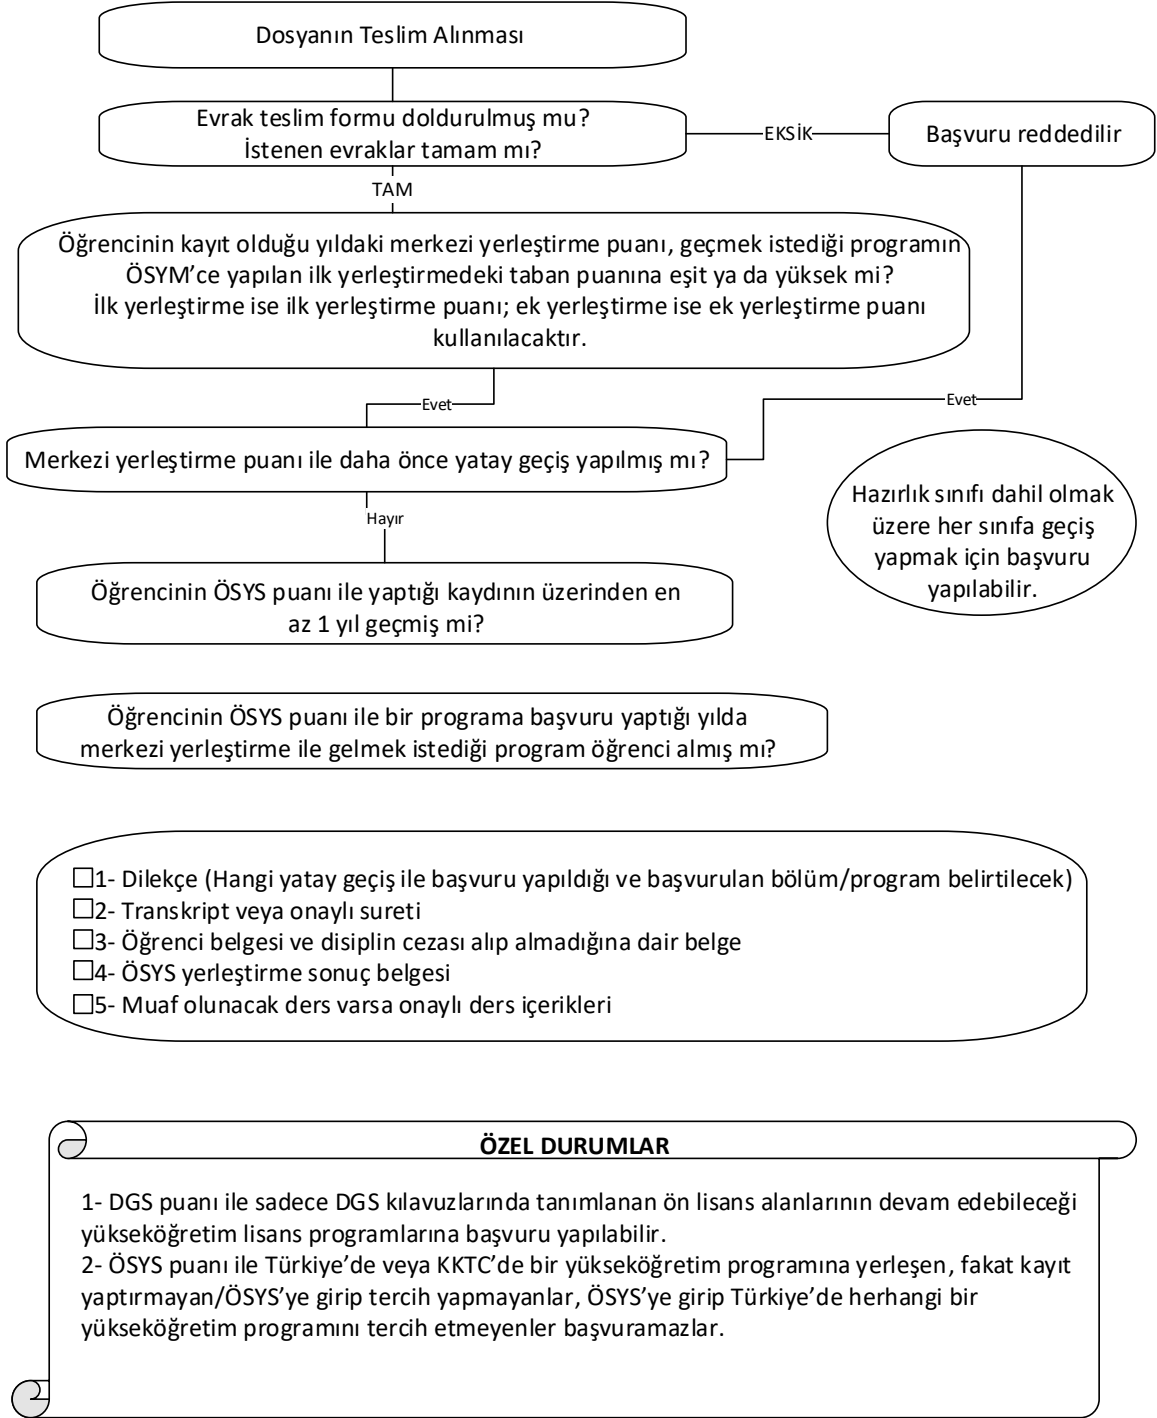 Dosyanın Teslim Alınması
Evrak teslim formu doldurulmuş mu?
İstenen evraklar tamam mı?
EKSİK
Başvuru reddedilir
TAM
Öğrencinin kayıt olduğu yıldaki merkezi yerleştirme puanı, geçmek istediği programın
ÖSYM’ce yapılan ilk yerleştirmedeki taban puanına eşit ya da yüksek mi?
İlk yerleştirme ise ilk yerleştirme puanı; ek yerleştirme ise ek yerleştirme puanı
kullanılacaktır.
Evet
Evet
Merkezi yerleştirme puanı ile daha önce yatay geçiş yapılmış mı?
Hayır
Hazırlık sınıfı dahil olmak
üzere her sınıfa geçiş
yapmak için başvuru
yapılabilir.
Öğrencinin ÖSYS puanı ile yaptığı kaydının üzerinden en
az 1 yıl geçmiş mi?
Öğrencinin ÖSYS puanı ile bir programa başvuru yaptığı yılda
merkezi yerleştirme ile gelmek istediği program öğrenci almış mı?
☐1- Dilekçe (Hangi yatay geçiş ile başvuru yapıldığı ve başvurulan bölüm/program belirtilecek)
☐2- Transkript veya onaylı sureti
☐3- Öğrenci belgesi ve disiplin cezası alıp almadığına dair belge
☐4- ÖSYS yerleştirme sonuç belgesi
☐5- Muaf olunacak ders varsa onaylı ders içerikleri
ÖZEL DURUMLAR
1- DGS puanı ile sadece DGS kılavuzlarında tanımlanan ön lisans alanlarının devam edebileceği
yükseköğretim lisans programlarına başvuru yapılabilir.
2- ÖSYS puanı ile Türkiye’de veya KKTC’de bir yükseköğretim programına yerleşen, fakat kayıt
yaptırmayan/ÖSYS’ye girip tercih yapmayanlar, ÖSYS’ye girip Türkiye’de herhangi bir
yükseköğretim programını tercih etmeyenler başvuramazlar.